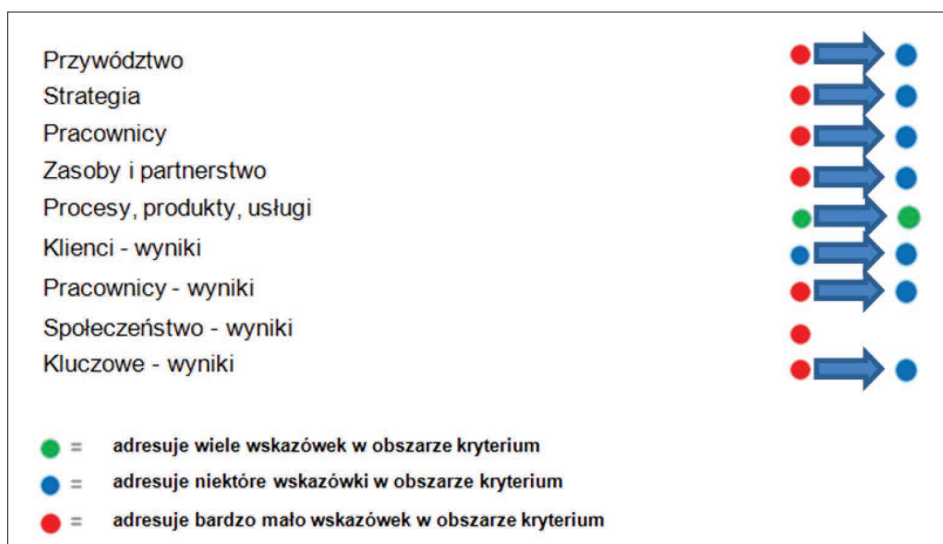 Przywództwo
Strategia
Pracownicy
Zasoby i partnerstwo
Procesy, produkty, usługi
Klienci - wyniki
Pracownicy - wyniki
Społeczeństwo - wyniki
Kluczowe - wyniki
= adresuje wiele wskazówek w obszarze kryterium
= adresuje niektóre wskazówki w obszarze kryterium
= adresuje bardzo mało wskazówek w obszarze kryterium